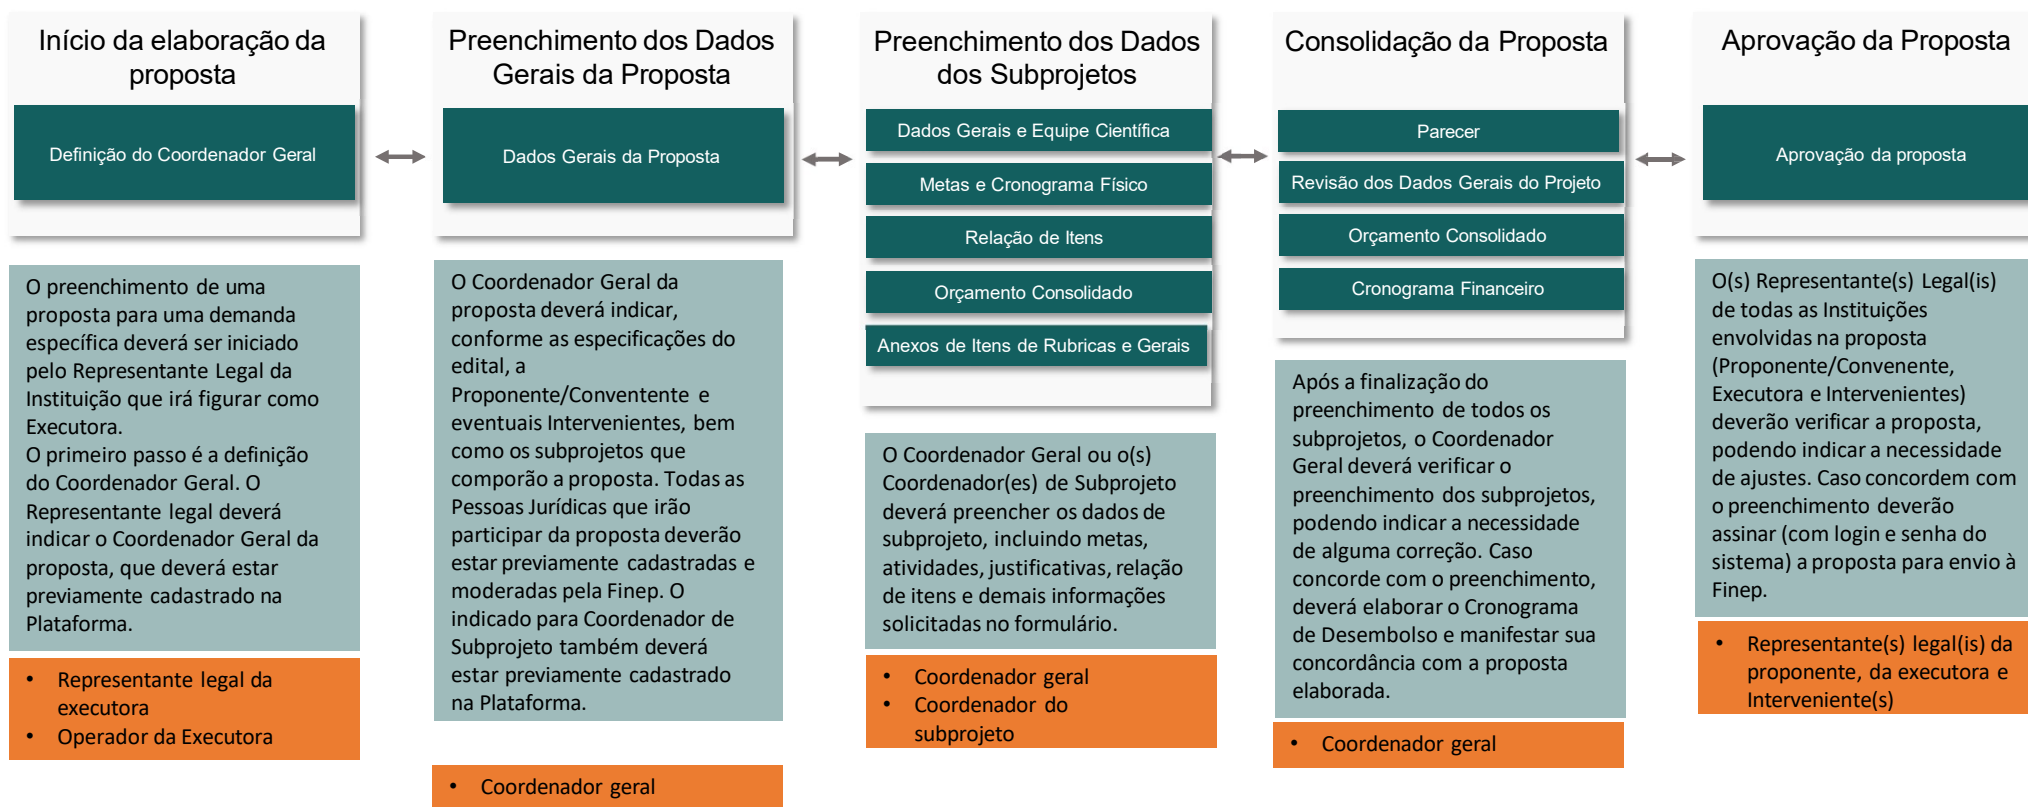 Início da elaboração da
proposta
Definição do Coordenador Geral
O preenchimento de uma
proposta para uma demanda
específica deverá ser iniciado
pelo Representante Legal da
Instituição que irá figurar como
Executora.
O primeiro passo é a definição
do Coordenador Geral. O
Representante legal deverá
indicar o Coordenador Geral da
proposta, que deverá estar
previamente cadastrado na
Plataforma.
• Representante legal da
executora
• Operador da Executora
Preenchimento dos Dados
Gerais da Proposta
Dados Gerais da Proposta
O Coordenador Geral da
proposta deverá indicar,
conforme as especificações do
edital, a
Proponente/Conventente e
eventuais Intervenientes, bem
como os subprojetos que
comporão a proposta. Todas as
Pessoas Jurídicas que irão
participar da proposta deverão
estar previamente cadastradas e
moderadas pela Finep. O
indicado para Coordenador de
Subprojeto também deverá
estar previamente cadastrado
na Plataforma.
• Coordenador geral
Preenchimento dos Dados
dos Subprojetos
Dados Gerais e Equipe Científica
Metas e Cronograma Físico
Relação de Itens
Orçamento Consolidado
Anexos de Itens de Rubricas e Gerais
O Coordenador Geral ou o(s)
Coordenador(es) de Subprojeto
deverá preencher os dados de
subprojeto, incluindo metas,
atividades, justificativas, relação
de itens e demais informações
solicitadas no formulário.
• Coordenador geral
• Coordenador do
subprojeto
Consolidação da Proposta
Parecer
Revisão dos Dados Gerais do Projeto
Orçamento Consolidado
Cronograma Financeiro
Após a finalização do
preenchimento de todos os
subprojetos, o Coordenador
Geral deverá verificar o
preenchimento dos subprojetos,
podendo indicar a necessidade
de alguma correção. Caso
concorde com o preenchimento,
deverá elaborar o Cronograma
de Desembolso e manifestar sua
concordância com a proposta
elaborada.
• Coordenador geral
Aprovação da Proposta
Aprovação da proposta
O(s) Representante(s) Legal(is)
de todas as Instituições
envolvidas na proposta
(Proponente/Convenente,
Executora e Intervenientes)
deverão verificar a proposta,
podendo indicar a necessidade
de ajustes. Caso concordem com
o preenchimento deverão
assinar (com login e senha do
sistema) a proposta para envio à
Finep.
• Representante(s) legal(is) da
proponente, da executora e
Interveniente(s)